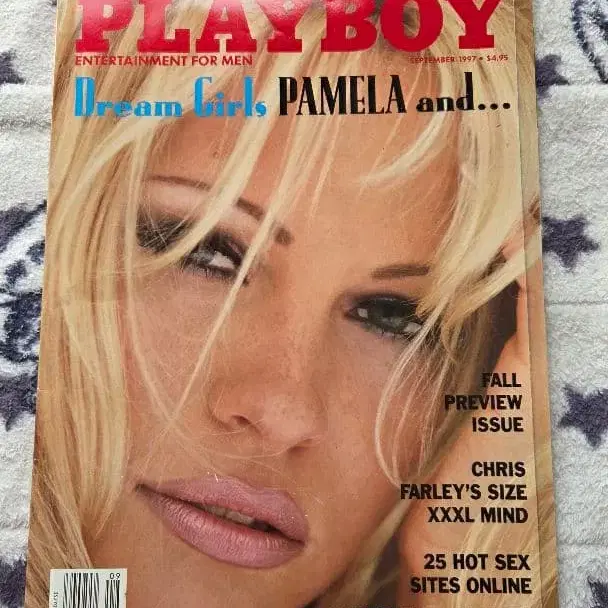 PLAYBOY
ENTERTAINMENT FOR MEN
SEPTEMBER 1997 • $4.95
Dream Girls PAMELA and...
FALL
PREVIEW
ISSUE
CHRIS
FARLEY'S SIZE
XXXL MIND
25 HOT SEX
SITES ONLINE
09